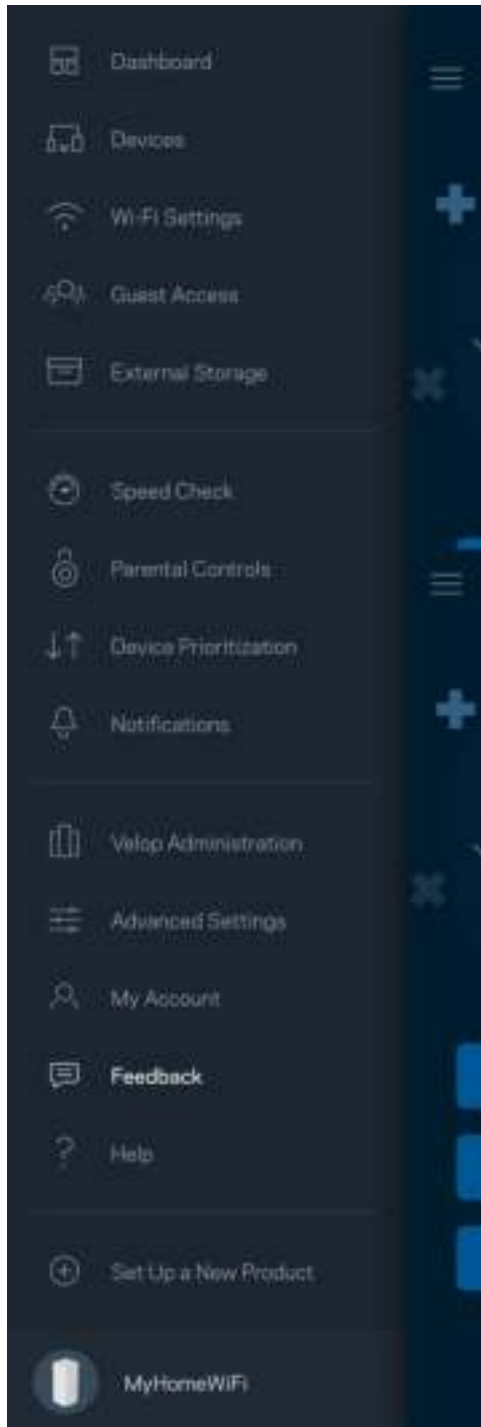 Dashboard
Devices
Wi-Fi Settings
Guest Access
External Storage
Speed Check
Parental Controls
Device Prioritization
Notifications
Velop Administration
Advanced Settings
My Account
Feedback
Help
Set Up a New Product
MyHomeWiFi